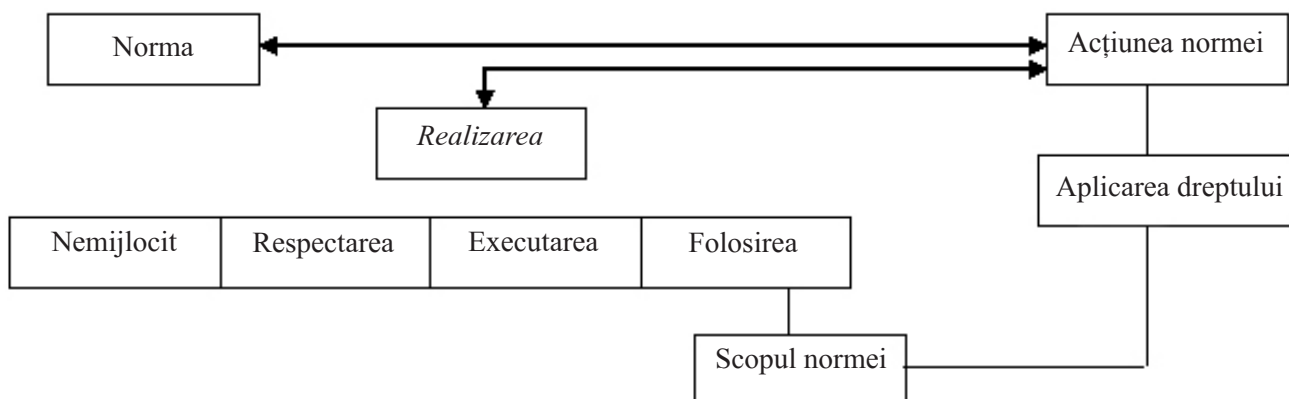 Norma
Acțiunea normei
Realizarea
Aplicarea dreptului
Nemijlocit
Respectarea
Executarea
Folosirea
Scopul normei